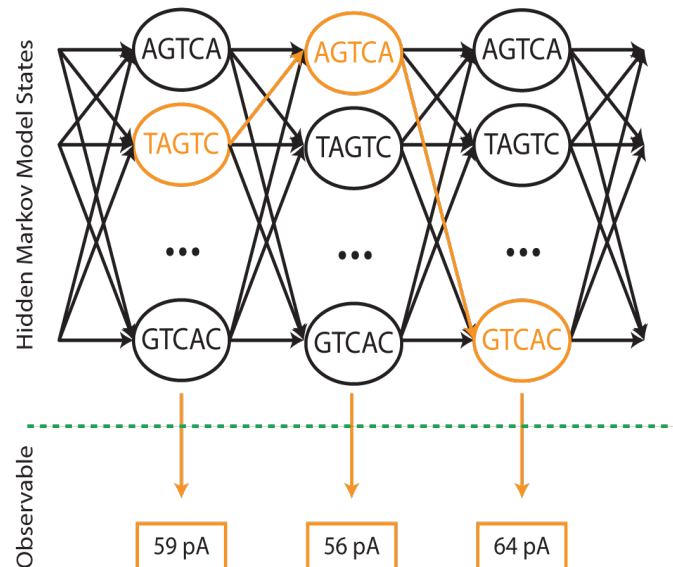 Hidden Markov Model States
AGTCA AGTCA AGTCA
TAGTC TAGTC TAGTC
... ... ...
GTCAC GTCAC GTCAC
Observable
59 pA 56 pA 64 pA